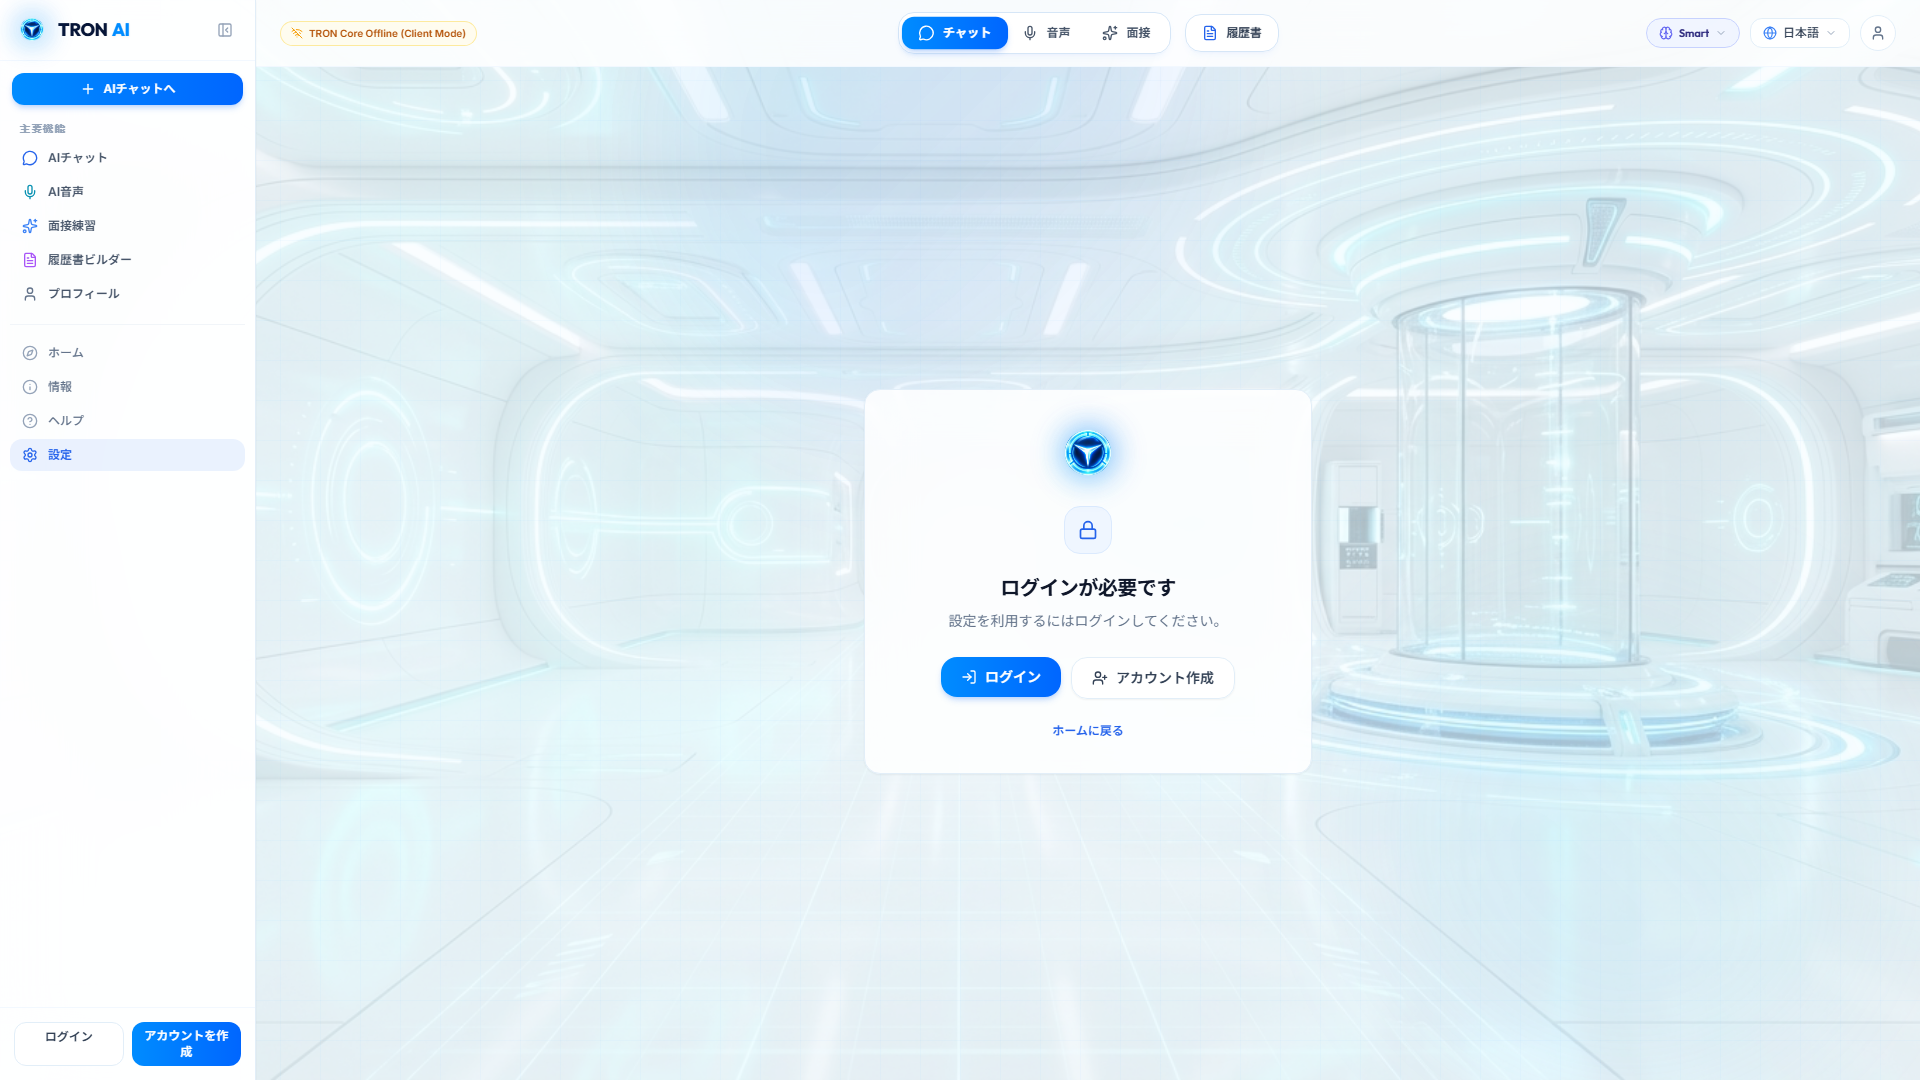 TRON AI
AIチャットへ
主要機能
AIチャット
AI音声
面接練習
履歴書ビルダー
プロフィール
ホーム
情報
ヘルプ
設定
ログイン
アカウントを作
成
TRON Core Offline (Client Mode)
チャット
音声
面接
履歴書
Smart
日本語
ログインが必要です
設定を利用するにはログインしてください。
ログイン
アカウント作成
ホームに戻る